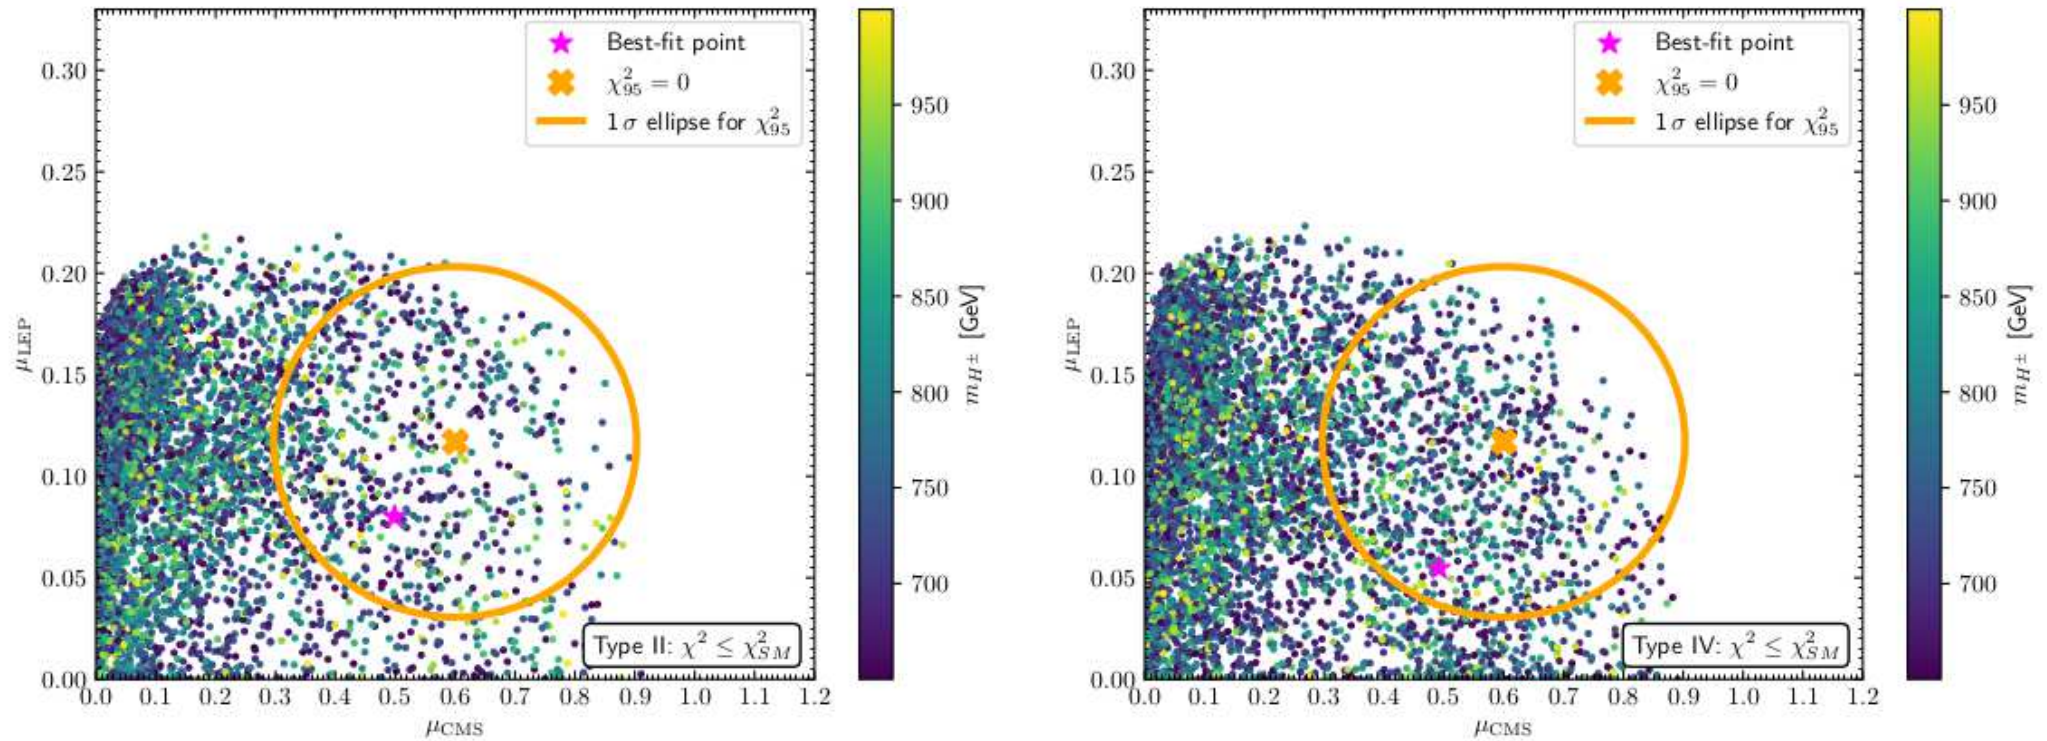 Best-fit point
χ²₉₅ = 0
1 σ ellipse for χ²₉₅
0.30
0.25
0.20
0.15
0.10
0.05
0.00
μLEP
Type II: χ² ≤ χ²SM
0.0 0.1 0.2 0.3 0.4 0.5 0.6 0.7 0.8 0.9 1.0 1.1 1.2
μCMS
950
900
850
800
750
700
mH± [GeV]
Best-fit point
χ²₉₅ = 0
1 σ ellipse for χ²₉₅
0.30
0.25
0.20
0.15
0.10
0.05
0.00
μLEP
Type IV: χ² ≤ χ²SM
0.0 0.1 0.2 0.3 0.4 0.5 0.6 0.7 0.8 0.9 1.0 1.1 1.2
μCMS
950
900
850
800
750
700
mH± [GeV]